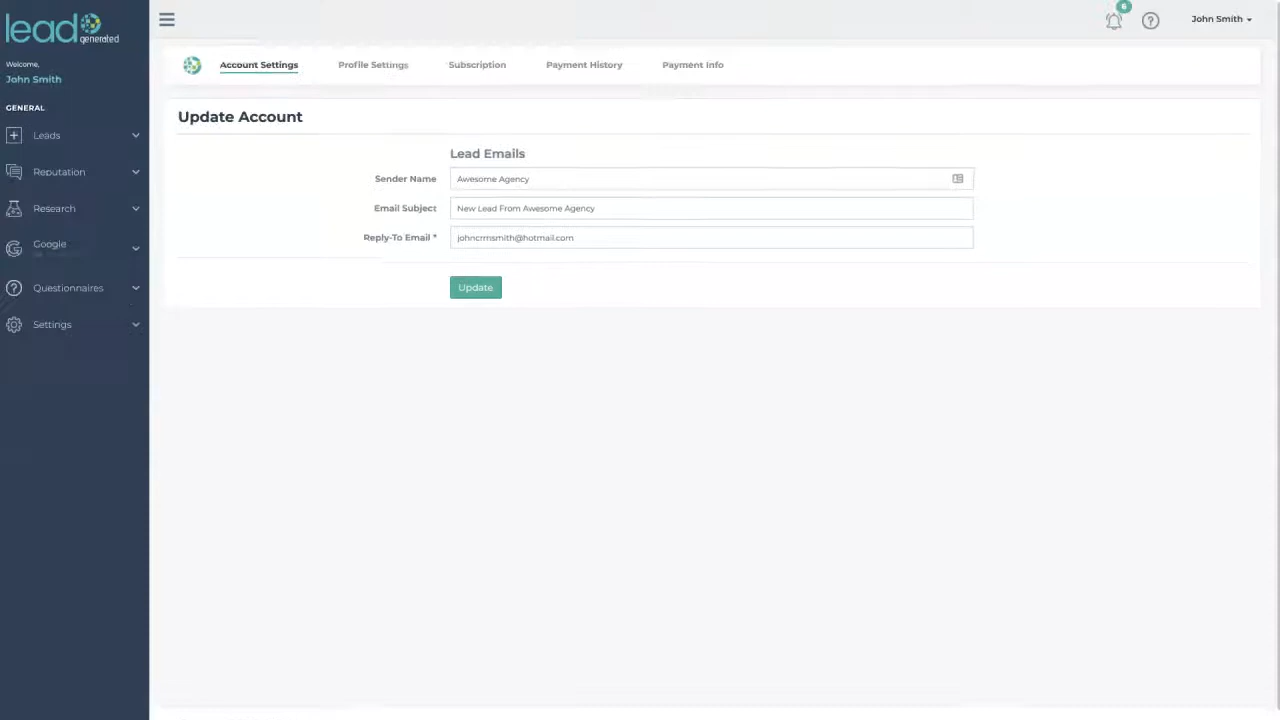 lead generated
6
John Smith
Welcome,
John Smith
Account Settings
Profile Settings
Subscription
Payment History
Payment Info
GENERAL
Leads
Reputation
Research
Google
Questionnaires
Settings
Update Account
Lead Emails
Sender Name
Awesome Agency
Email Subject
New Lead From Awesome Agency
Reply-To Email *
johncrmsmith@hotmail.com
Update